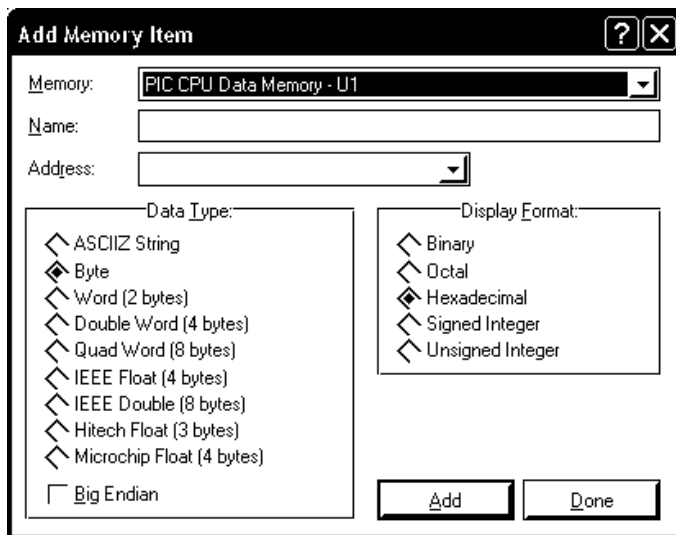 Add Memory Item
Memory: PIC CPU Data Memory - U1
Name:
Address:
Data Type:
ASCIIZ String
Byte
Word (2 bytes)
Double Word (4 bytes)
Quad Word (8 bytes)
IEEE Float (4 bytes)
IEEE Double (8 bytes)
Hitech Float (3 bytes)
Microchip Float (4 bytes)
Big Endian
Display Format:
Binary
Octal
Hexadecimal
Signed Integer
Unsigned Integer
Add Done